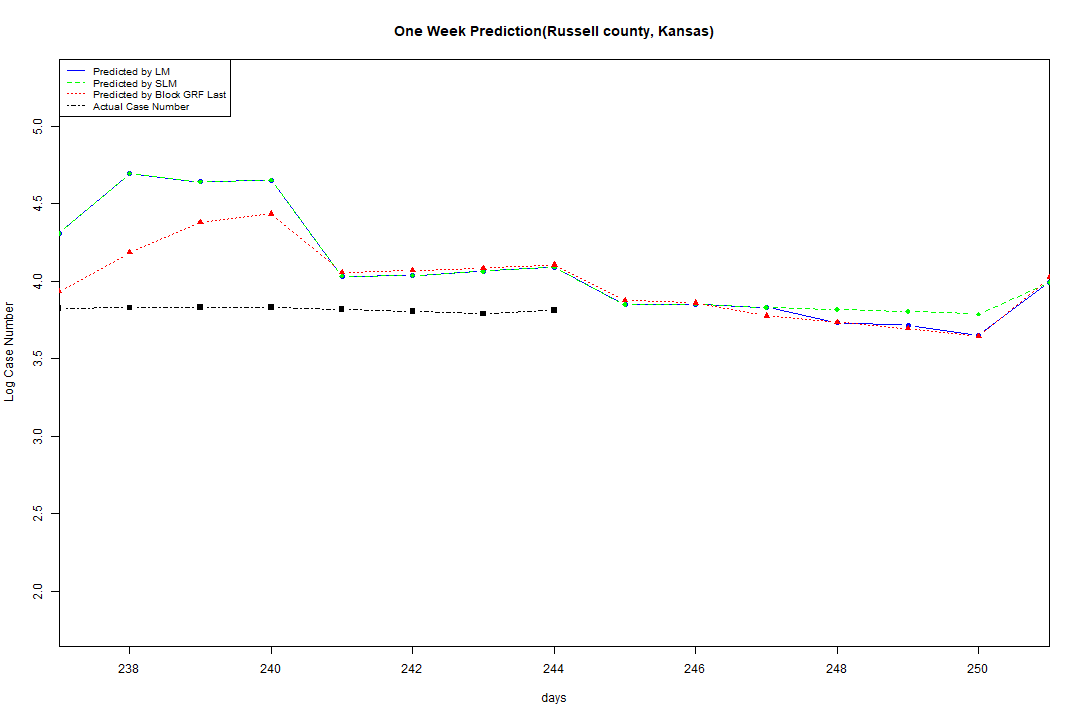 One Week Prediction(Russell county, Kansas)
Predicted by LM
Predicted by SLM
Predicted by Block GRF Last
Actual Case Number
5.0
4.5
4.0
3.5
3.0
2.5
2.0
Log Case Number
238 240 242 244 246 248 250
days